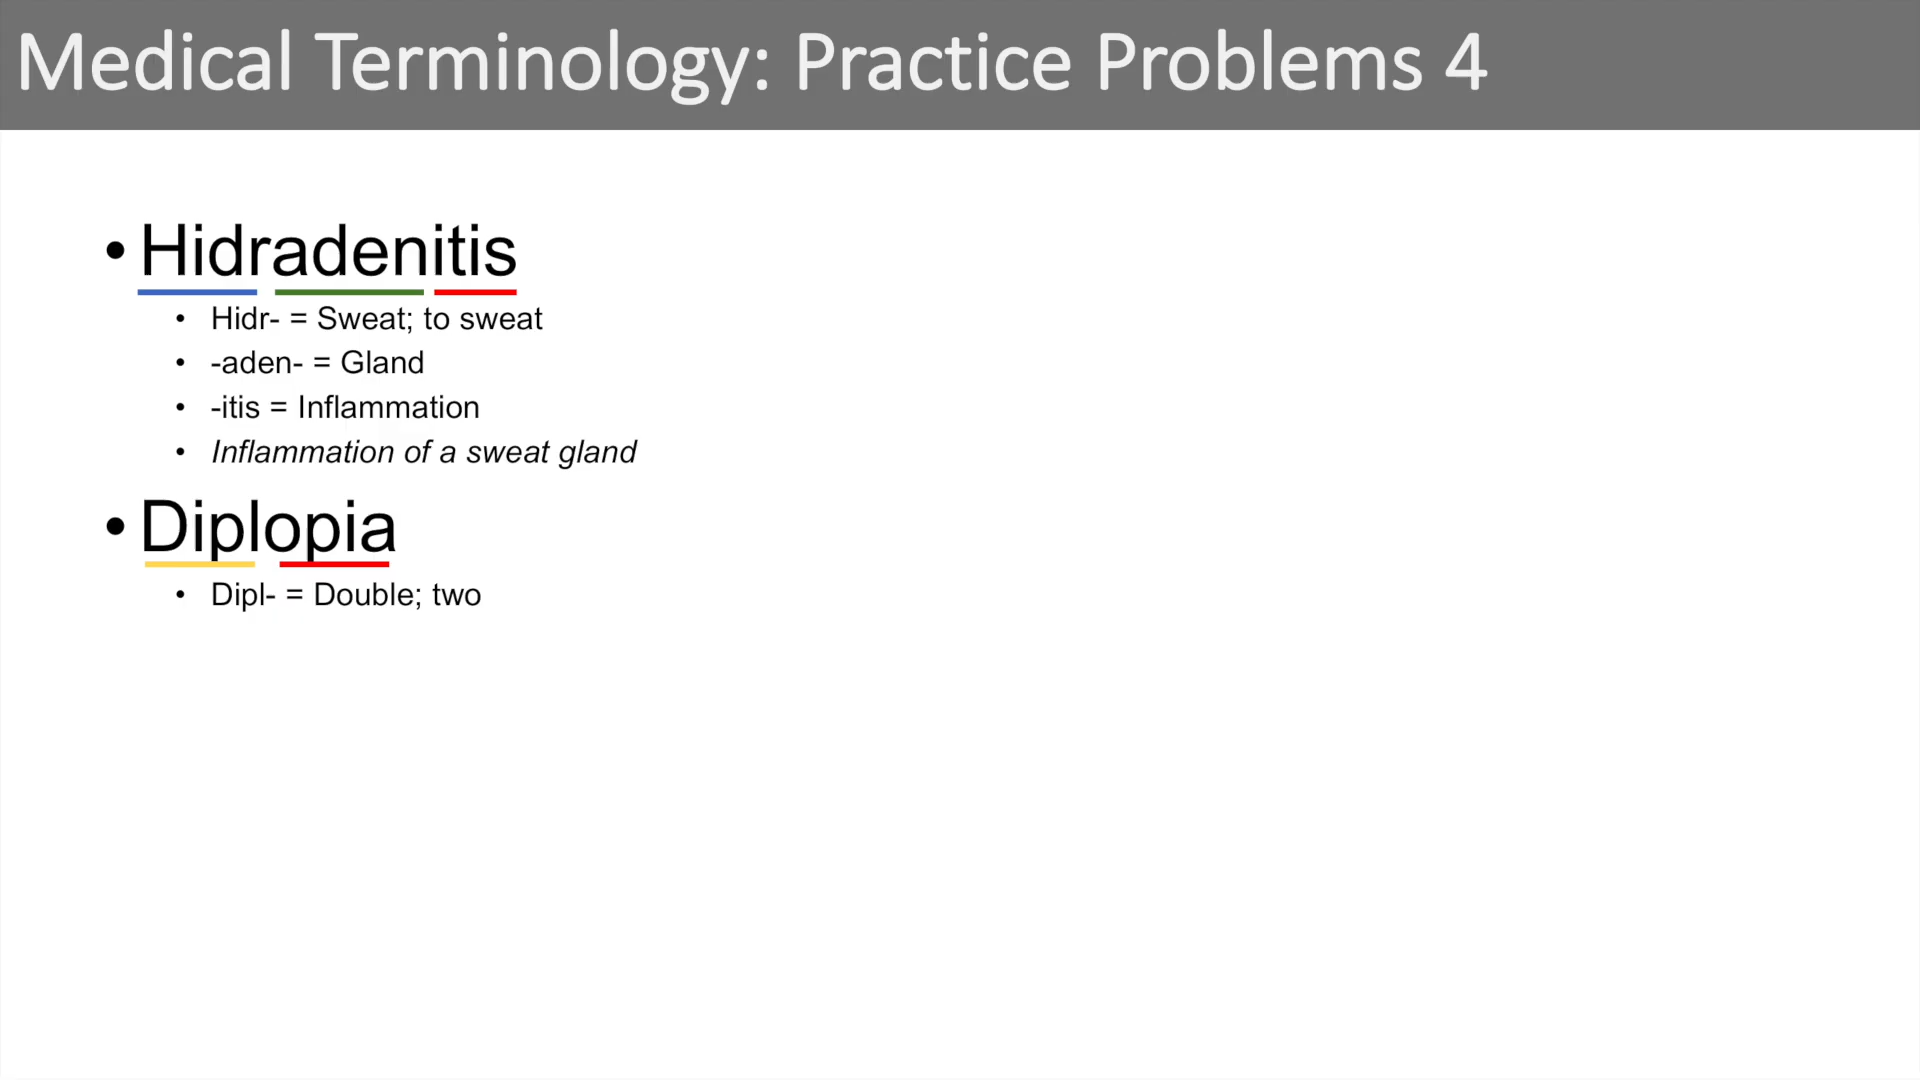 Medical Terminology: Practice Problems 4
• Hidradenitis
• Hidr- = Sweat; to sweat
• -aden- = Gland
• -itis = Inflammation
• Inflammation of a sweat gland
• Diplopia
• Dipl- = Double; two